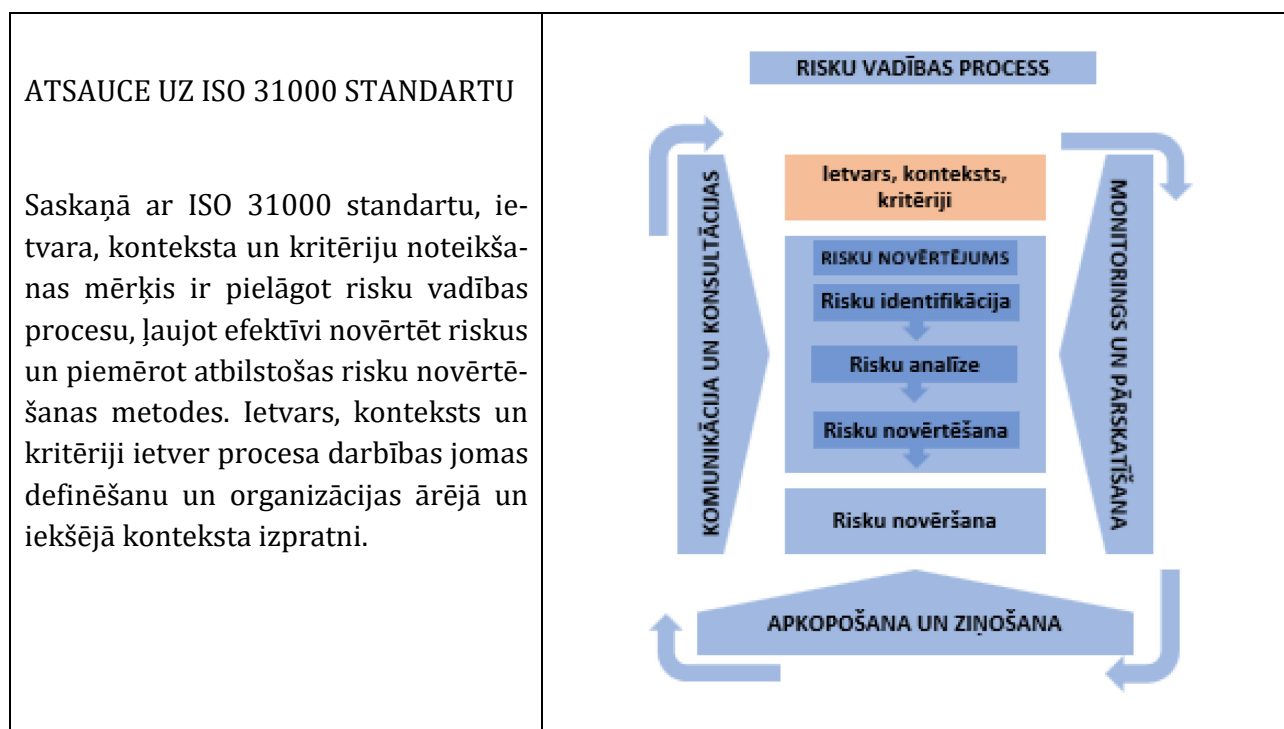 ATSAUCE UZ ISO 31000 STANDARTU
Saskaņā ar ISO 31000 standartu, ie-
tvara, konteksta un kritēriju noteikša-
nas mērķis ir pielāgot risku vadības
procesu, ļaujot efektīvi novērtēt riskus
un piemērot atbilstošas risku novērtē-
šanas metodes. Ietvars, konteksts un
kritēriji ietver procesa darbības jomas
definēšanu un organizācijas ārējā un
iekšējā konteksta izpratni.
RISKU VADĪBAS PROCESS
KOMUNIKĀCIJA UN KONSULTĀCIJAS
Ietvars, konteksts,
kritēriji
RISKU NOVĒRTĒJUMS
Risku identifikācija
Risku analīze
Risku novērtēšana
Risku novēršana
MONITORINGS UN PĀRSKATĪŠANA
APKOPOŠANA UN ZIŅOŠANA